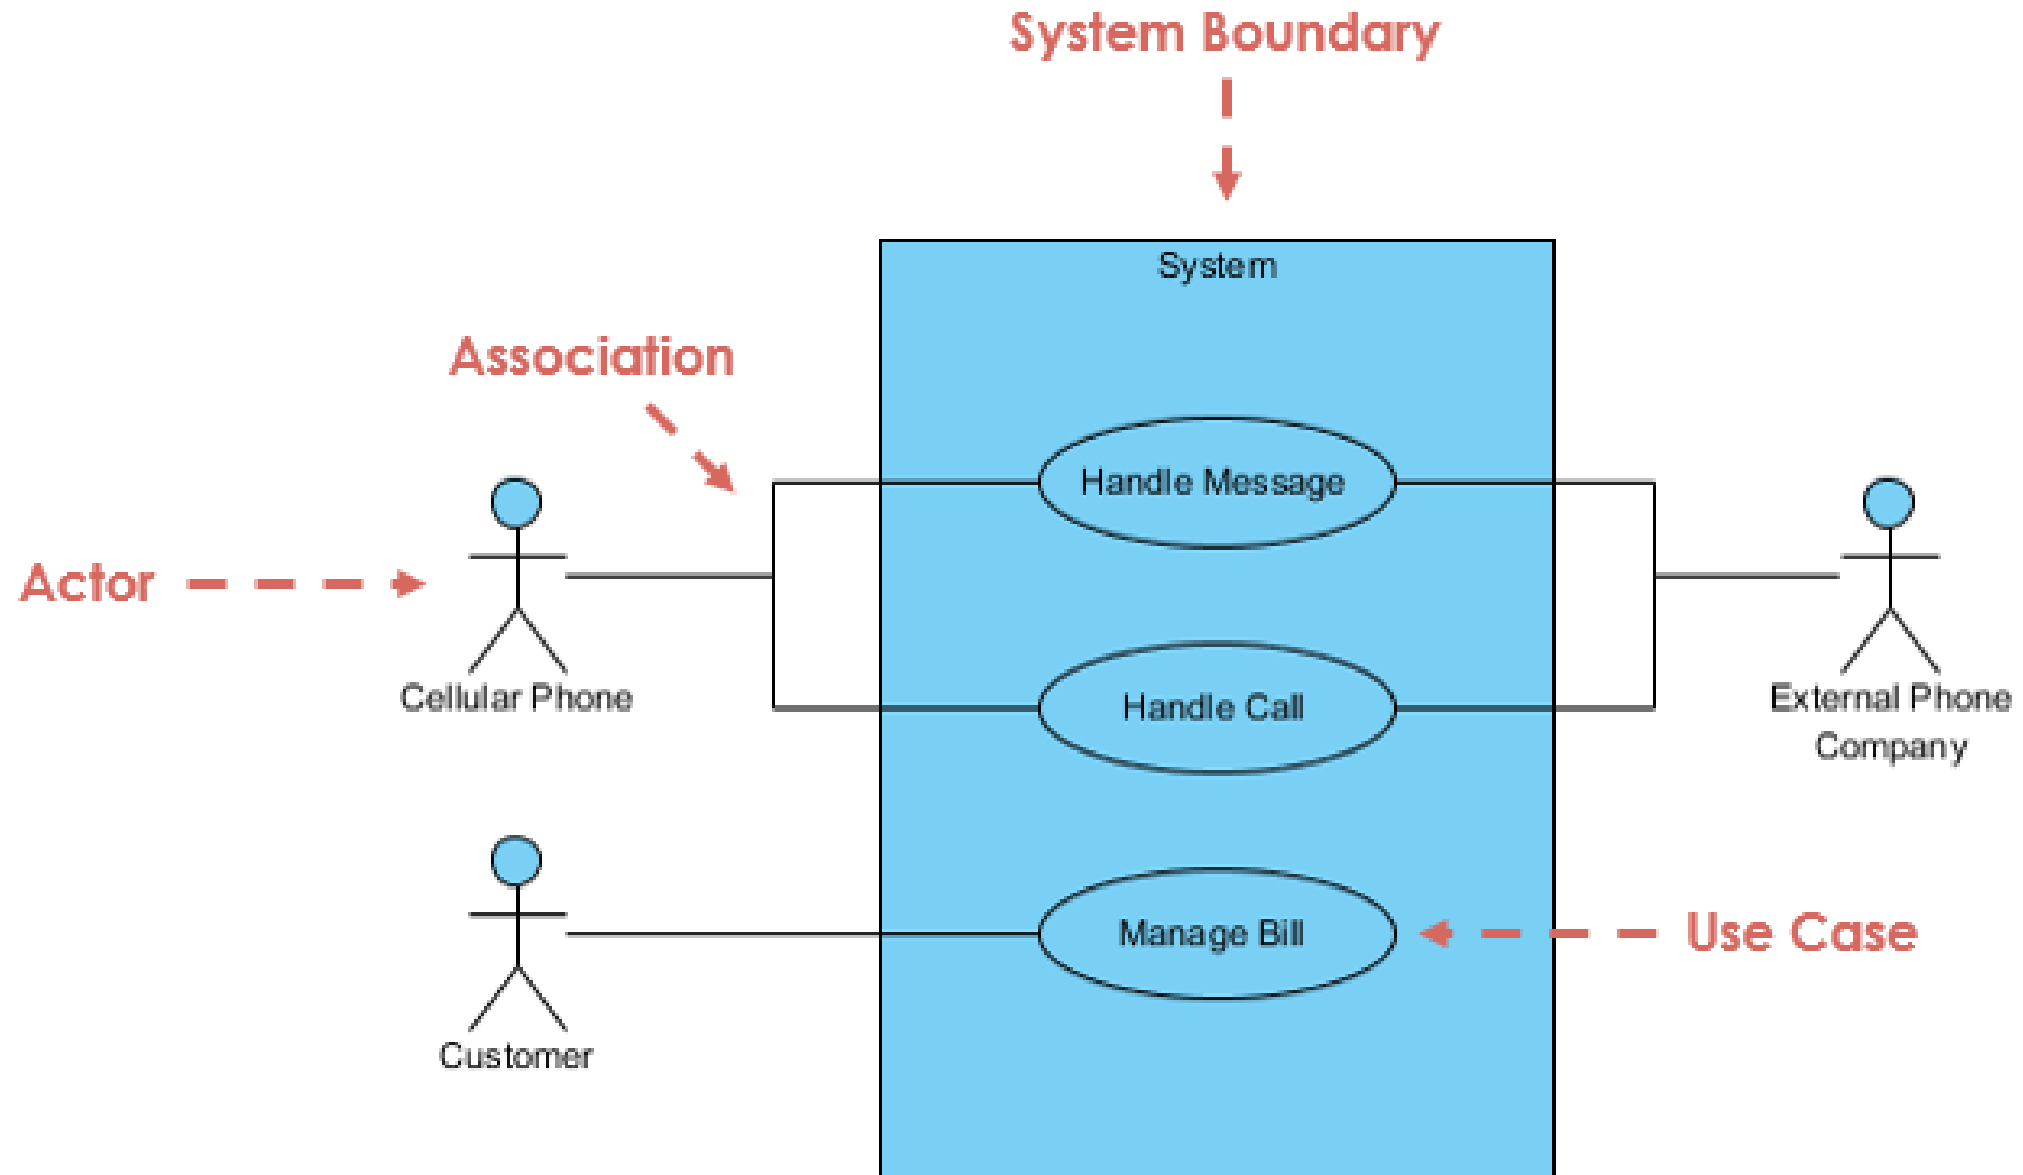 System Boundary
System
Association
Handle Message
Actor
Cellular Phone
Handle Call
External Phone
Company
Manage Bill
Use Case
Customer